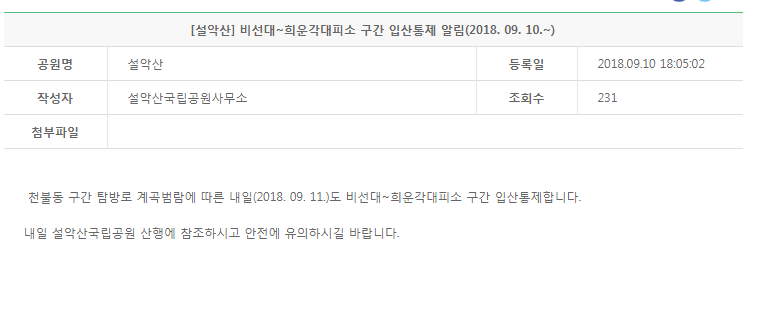 [설악산] 비선대~희운각대피소 구간 입산통제 알림(2018. 09. 10.~)
공원명 설악산 등록일 2018.09.10 18:05:02
작성자 설악산국립공원사무소 조회수 231
첨부파일
천불동 구간 탐방로 계곡범람에 따른 내일(2018. 09. 11.)도 비선대~희운각대피소 구간 입산통제합니다.
내일 설악산국립공원 산행에 참조하시고 안전에 유의하시길 바랍니다.